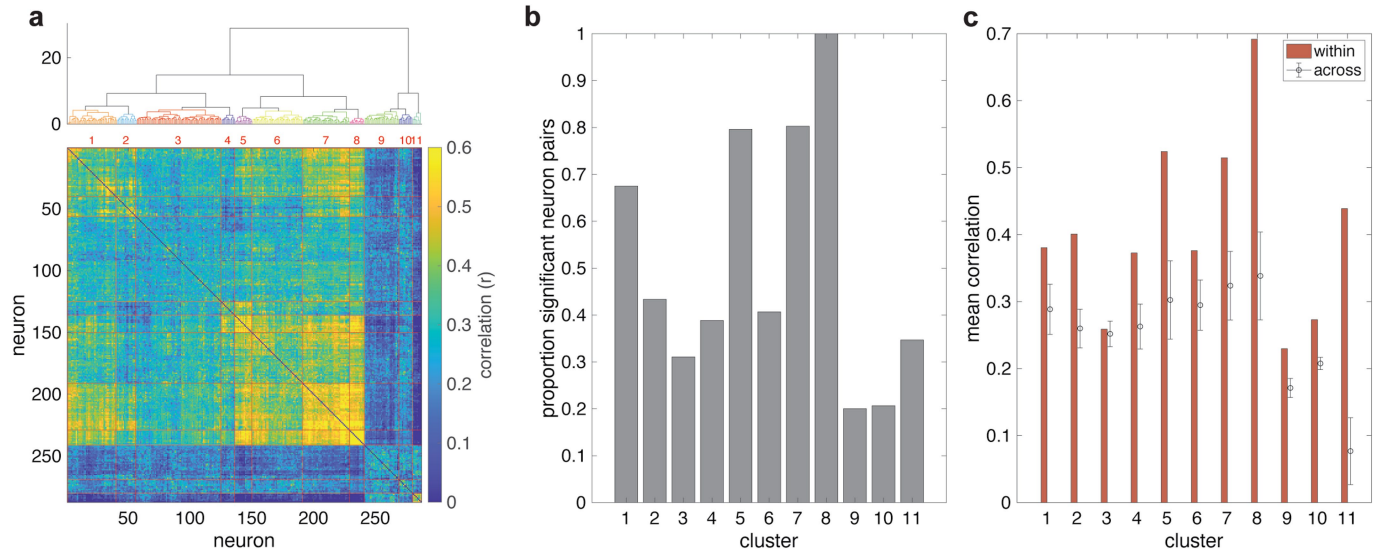 a
20
0
1 2 3 4 5 6 7 8 9 10 11
50
100
150
200
250
neuron
50 100 150 200 250
neuron
0.6
0.5
0.4
0.3
0.2
0.1
0
correlation (r)
b
1
0.9
0.8
0.7
0.6
0.5
0.4
0.3
0.2
0.1
0
proportion significant neuron pairs
1 2 3 4 5 6 7 8 9 10 11
cluster
c
0.7
0.6
0.5
0.4
0.3
0.2
0.1
0
mean correlation
within
across
1 2 3 4 5 6 7 8 9 10 11
cluster